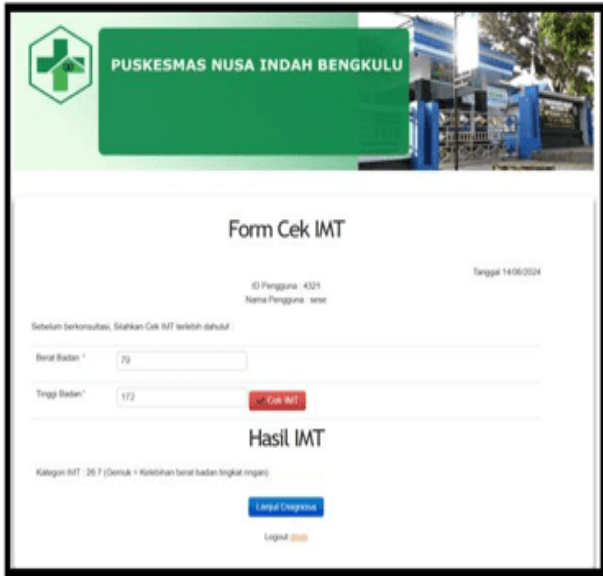 PUSKESMAS NUSA INDAH BENGKULU
Form Cek IMT
Tanggal 14/06/2024
ID Pengguna : 4321
Nama Pengguna : sese
Sebelum berkonsultasi, Silahkan Cek IMT terlebih dahulu! :
Berat Badan * 79
Tinggi Badan * 172 ✔ Cek IMT
Hasil IMT
Kategori IMT : 26.7 (Gemuk = Kelebihan berat badan tingkat ringan)
Lanjut Diagnosa
Logout disini